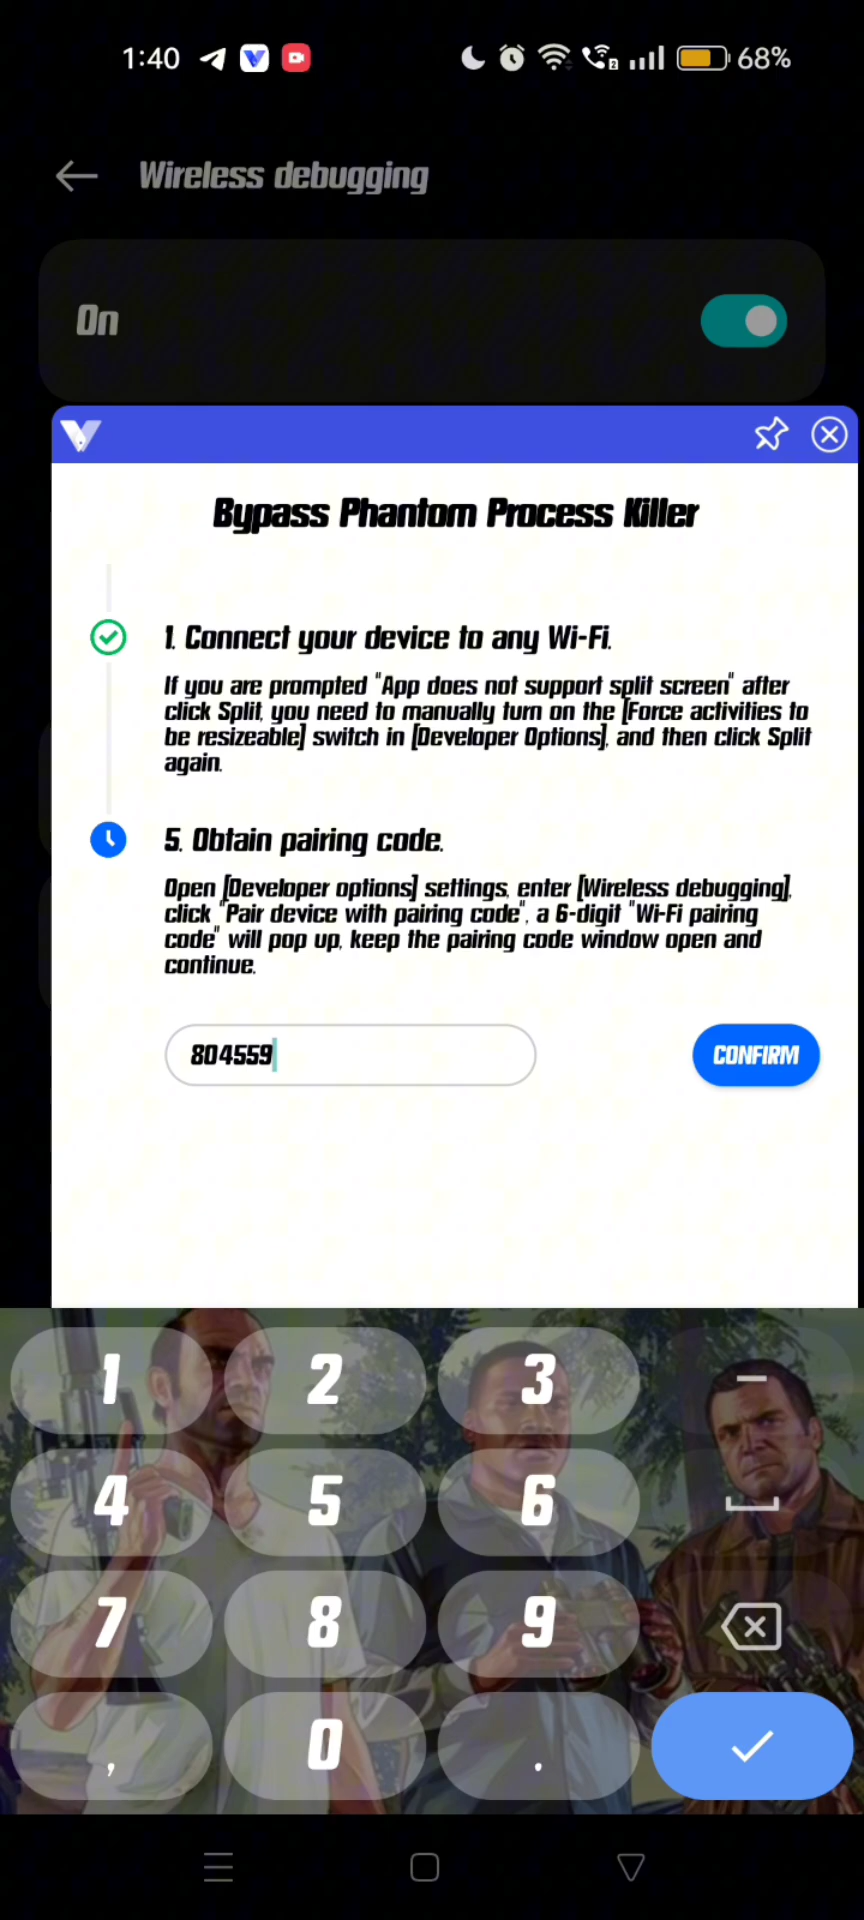 1:40
68%
Wireless debugging
On
Bypass Phantom Process Killer
1. Connect your device to any Wi-Fi.
If you are prompted "App does not support split screen" after
click Split, you need to manually turn on the [Force activities to
be resizeable] switch in [Developer Options], and then click Split
again.
5. Obtain pairing code.
Open [Developer options] settings, enter [Wireless debugging],
click "Pair device with pairing code", a 6-digit "Wi-Fi pairing
code" will pop up, keep the pairing code window open and
continue.
804559
CONFIRM
1 2 3 –
4 5 6
7 8 9
, 0 .